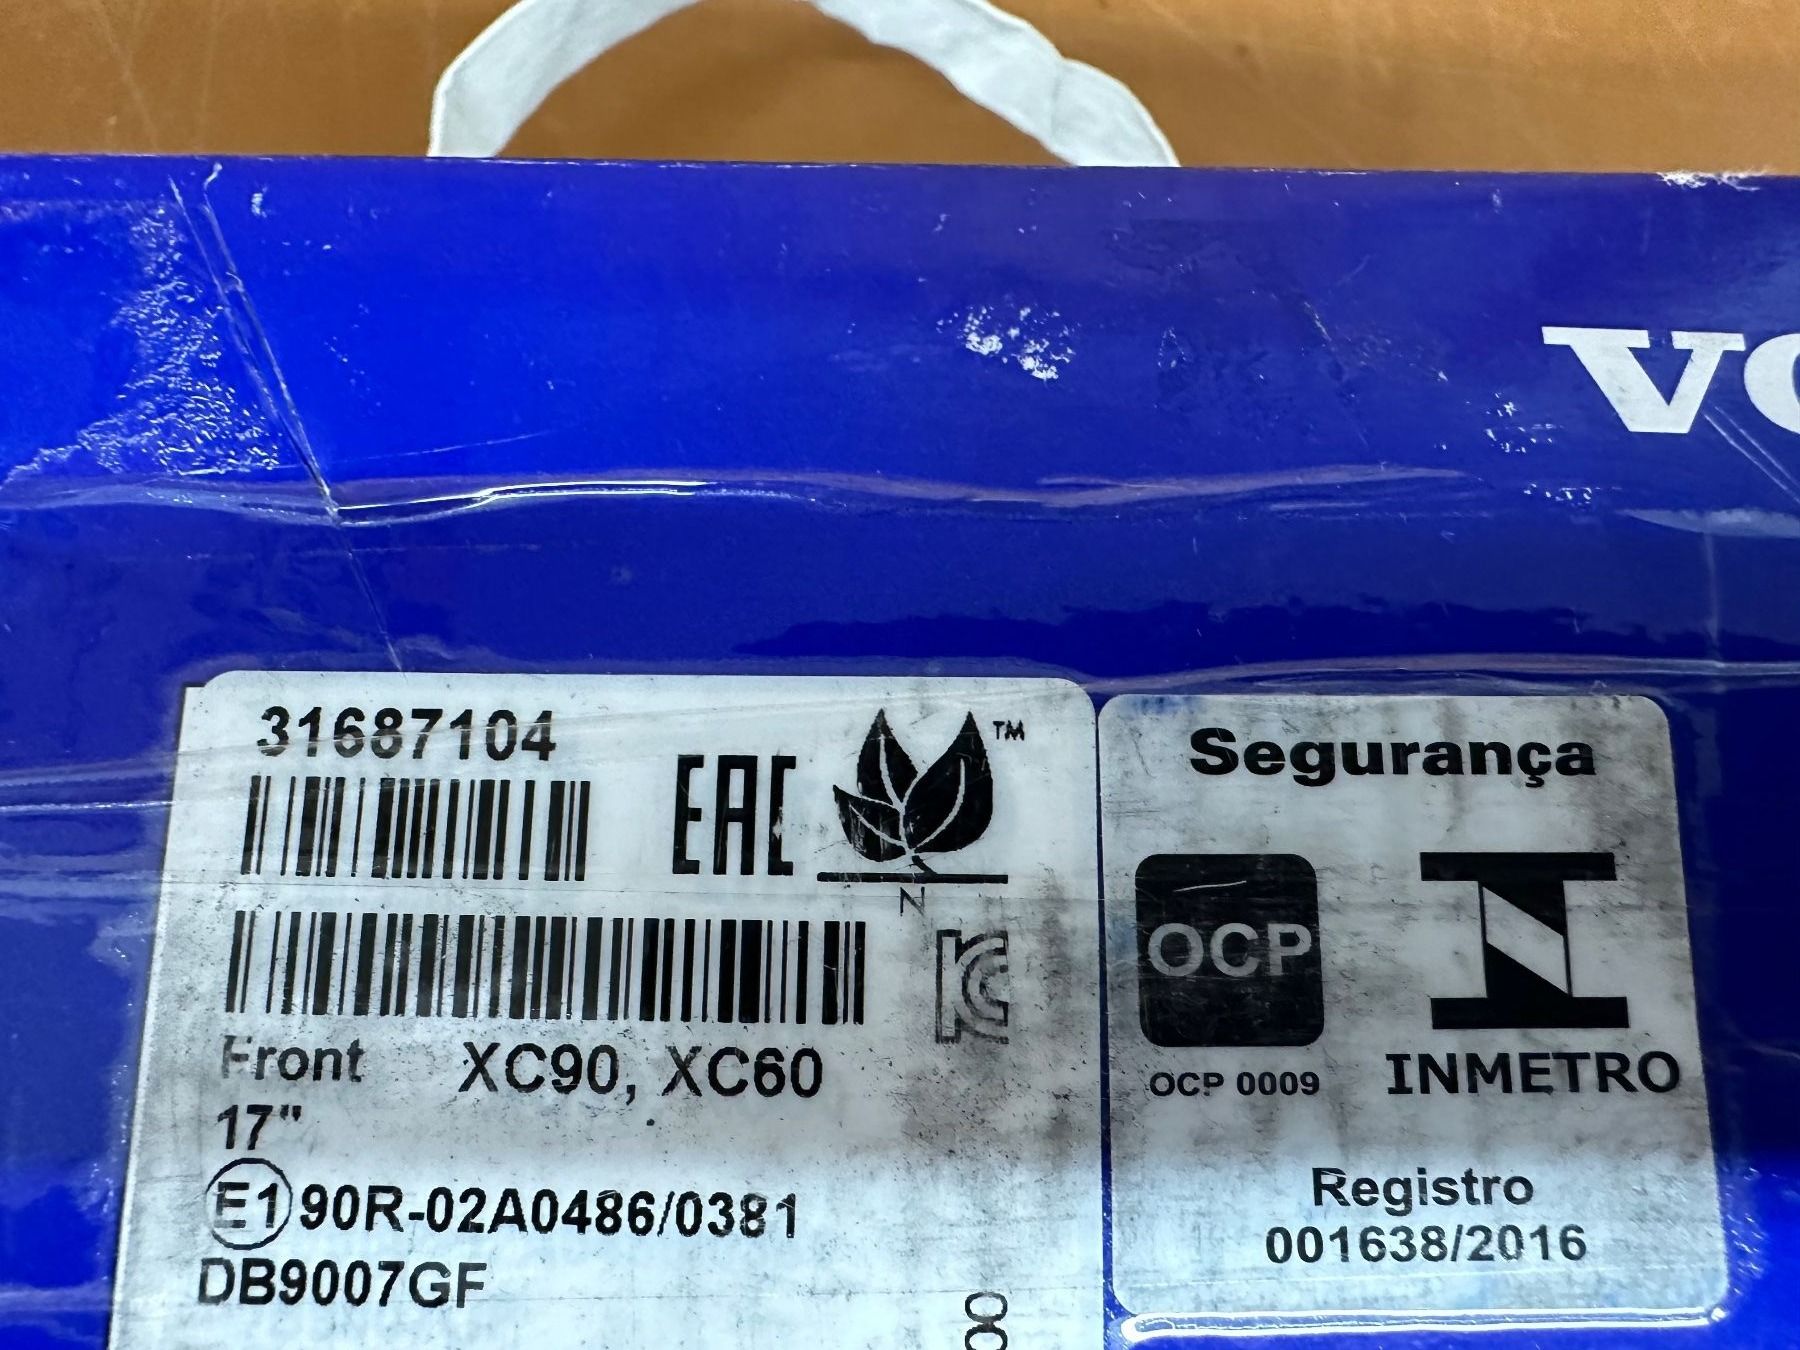 VO
31687104
EAC
TM
N
Front XC90, XC60
17"
E1 90R-02A0486/0381
DB9007GF
Segurança
OCP
OCP 0009
INMETRO
Registro
001638/2016